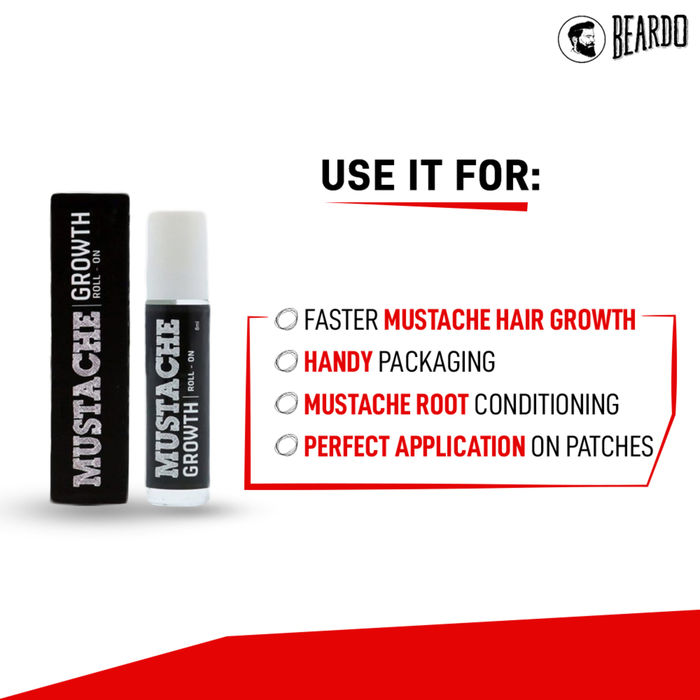 BEARDO
USE IT FOR:
MUSTACHE
GROWTH
ROLL - ON
MUSTACHE
GROWTH
ROLL - ON
8ml
FASTER MUSTACHE HAIR GROWTH
HANDY PACKAGING
MUSTACHE ROOT CONDITIONING
PERFECT APPLICATION ON PATCHES